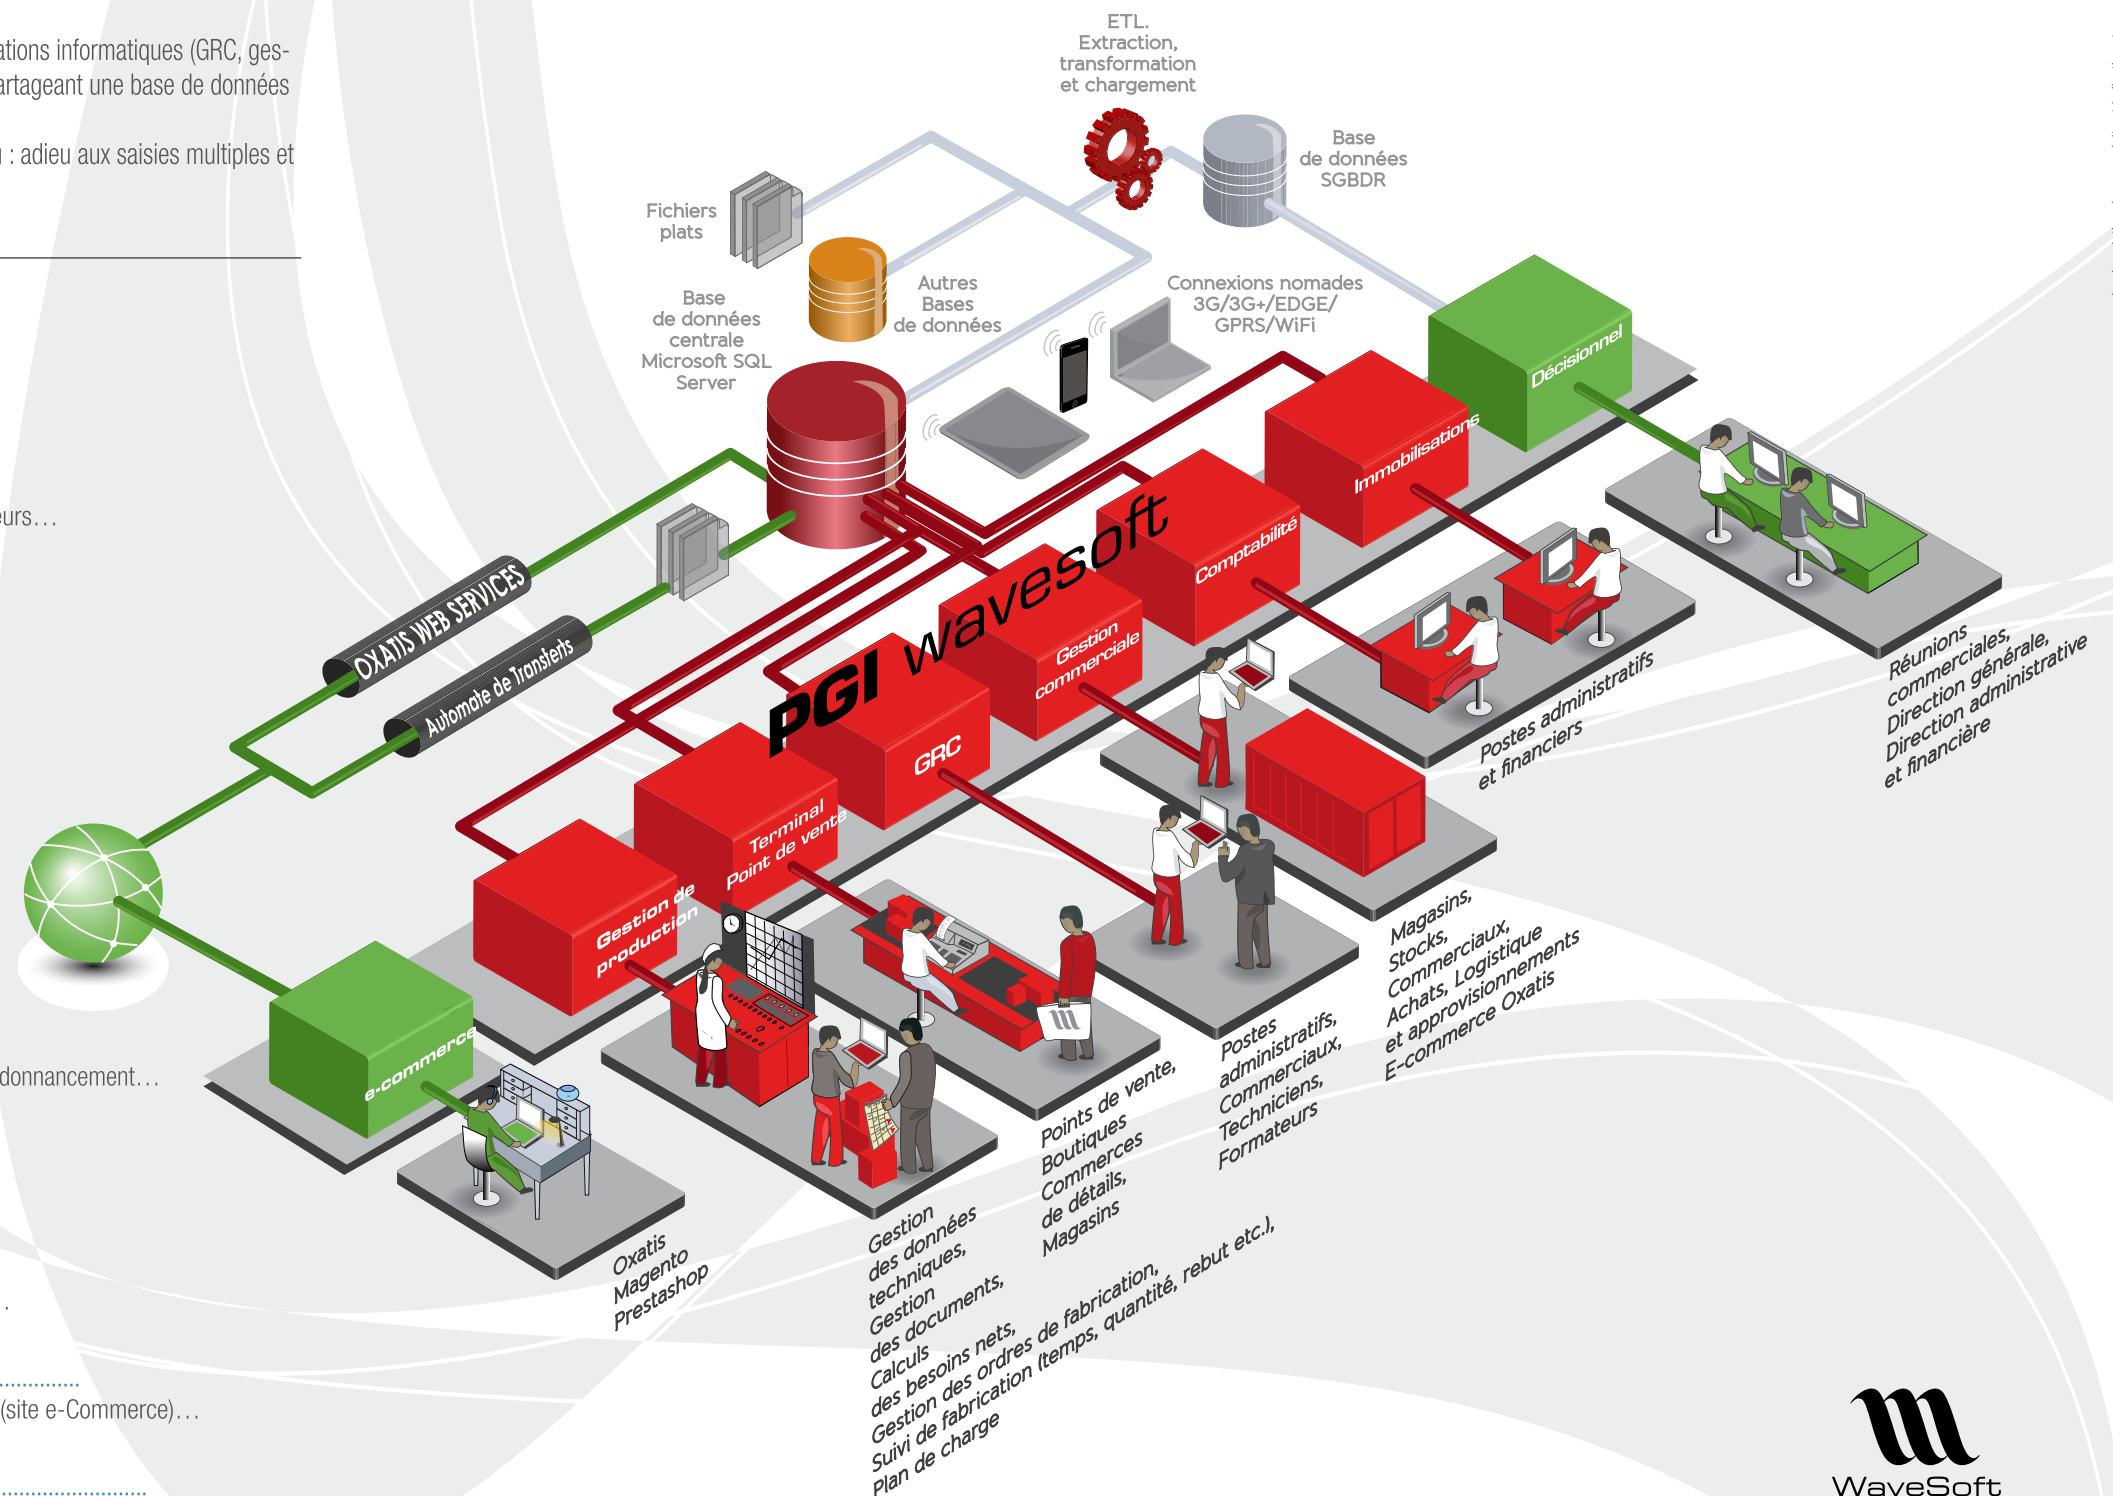 ations informatiques (GRC, ges-
artageant une base de données
: adieu aux saisies multiples et
eurs…
donnancement…
(site e-Commerce)…
ETL.
Extraction,
transformation
et chargement
Base
de données
SGBDR
Fichiers
plats
Autres
Bases
de données
Base
de données
centrale
Microsoft SQL
Server
Connexions nomades
3G/3G+/EDGE/
GPRS/WiFi
OXATIS WEB SERVICES
Automate de Transferts
PGI wavesoft
Décisionnel
Immobilisations
Comptabilité
Gestion
commerciale
GRC
Terminal
Point de vente
Gestion de
production
e-commerce
Réunions
commerciales,
Direction générale,
Direction administrative
et financière
Postes administratifs
et financiers
Magasins,
Stocks,
Commerciaux,
Achats, Logistique
et approvisionnements
E-commerce Oxatis
Postes
administratifs,
Commerciaux,
Techniciens,
Formateurs
Points de vente,
Boutiques
Commerces
de détails,
Magasins
Gestion
des données
techniques,
Gestion
des documents,
Calculs
des besoins nets,
Gestion des ordres de fabrication,
Suivi de fabrication (temps, quantité, rebut etc.),
Plan de charge
Oxatis
Magento
Prestashop
WaveSoft